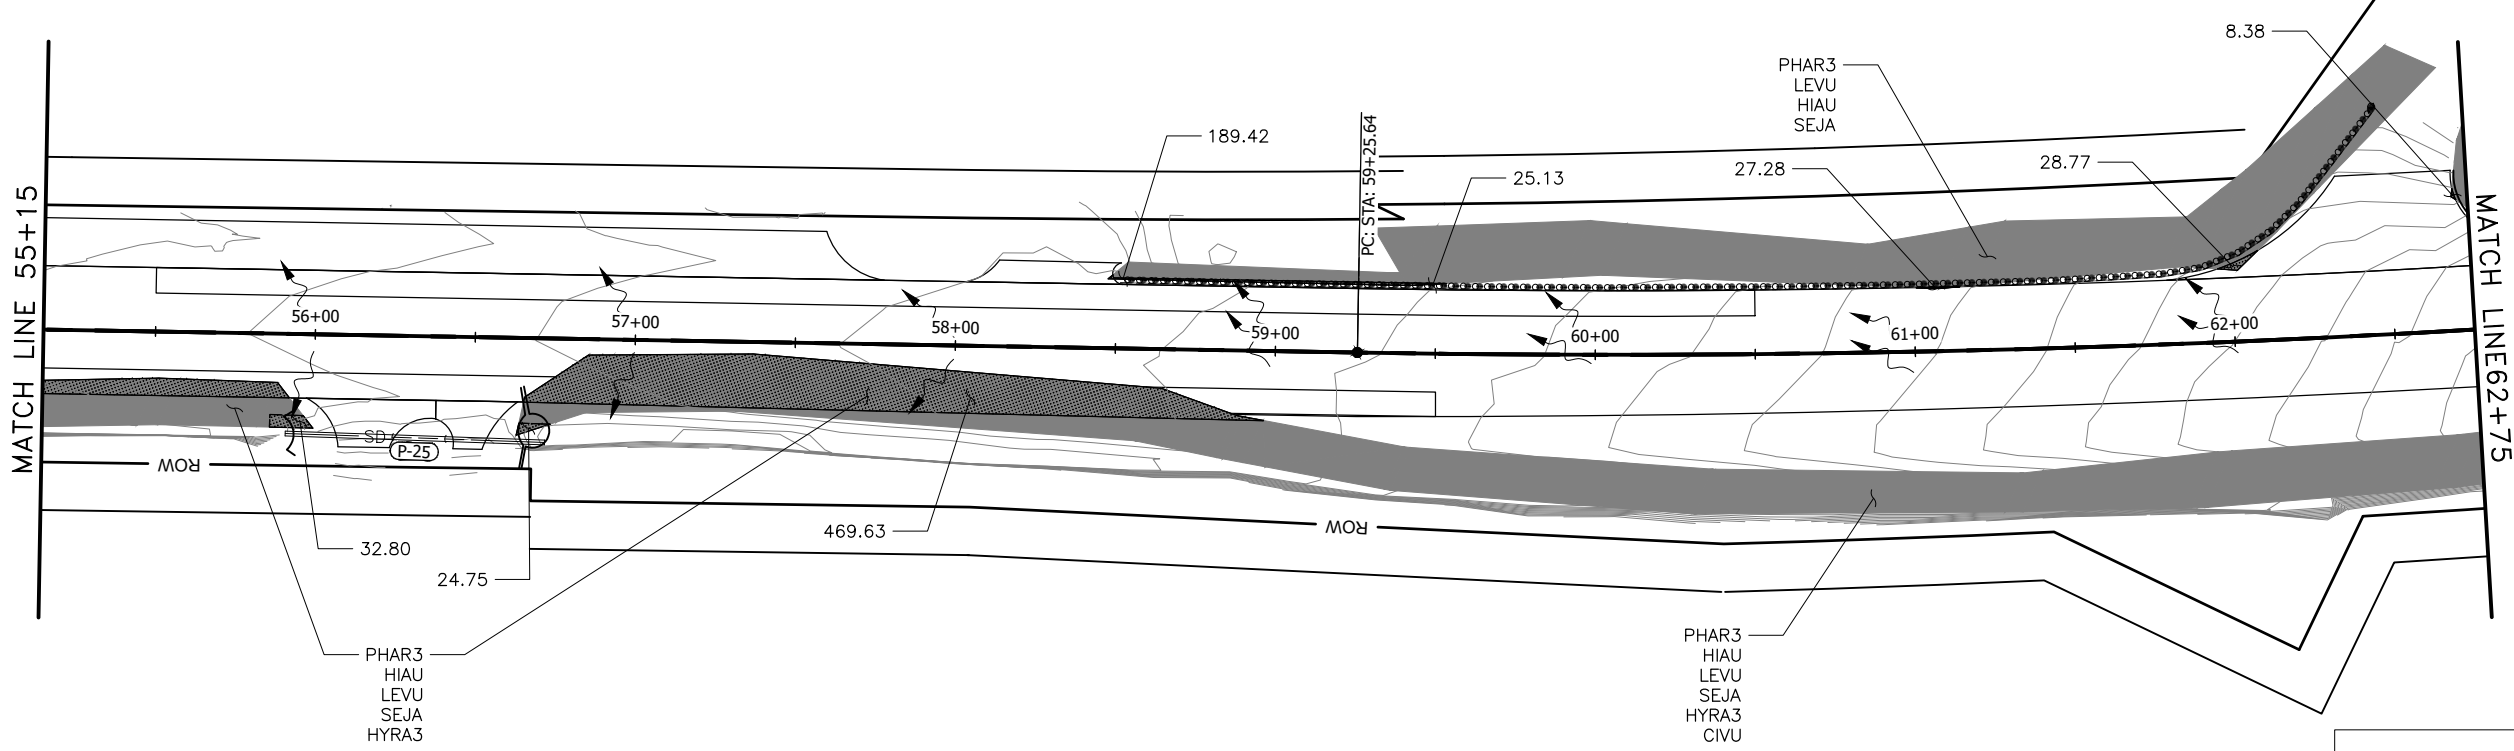 8.38
PHAR3
LEVU
HIAU
SEJA
189.42
PC: STA: 59+25.64
25.13
27.28
28.77
MATCH LINE 55+15
MATCH LINE62+75
56+00
57+00
58+00
59+00
60+00
61+00
62+00
SD
P-25
ROW
ROW
469.63
32.80
24.75
PHAR3
HIAU
LEVU
SEJA
HYRA3
PHAR3
HIAU
LEVU
SEJA
HYRA3
CIVU